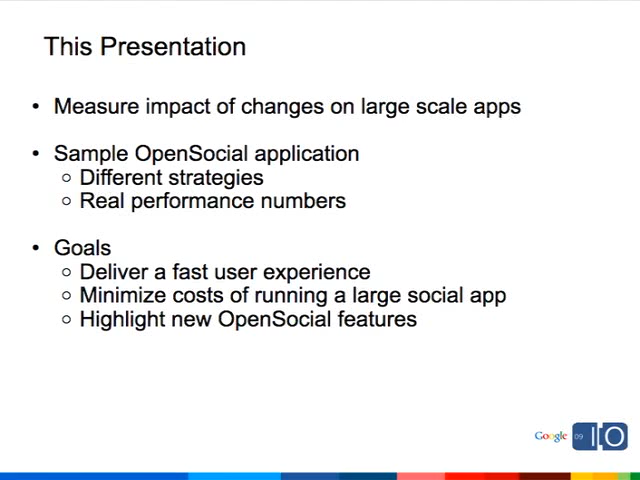 This Presentation
• Measure impact of changes on large scale apps
• Sample OpenSocial application
○ Different strategies
○ Real performance numbers
• Goals
○ Deliver a fast user experience
○ Minimize costs of running a large social app
○ Highlight new OpenSocial features
Google 09 IO